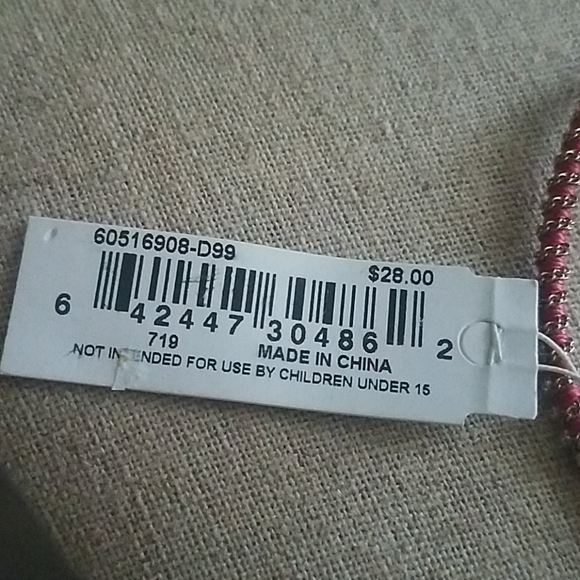 60516908-D99
$28.00
6 42447 30486 2
719
MADE IN CHINA
NOT INTENDED FOR USE BY CHILDREN UNDER 15